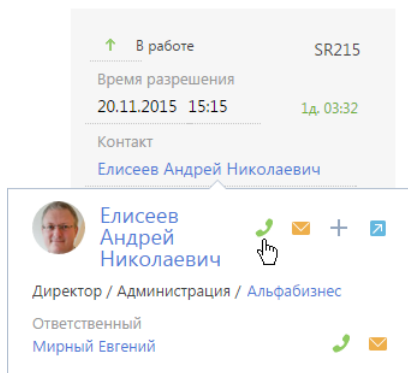 В работе SR215
Время разрешения
20.11.2015 15:15 1д. 03:32
Контакт
Елисеев Андрей Николаевич
Елисеев
Андрей
Николаевич
Директор / Администрация / Альфабизнес
Ответственный
Мирный Евгений